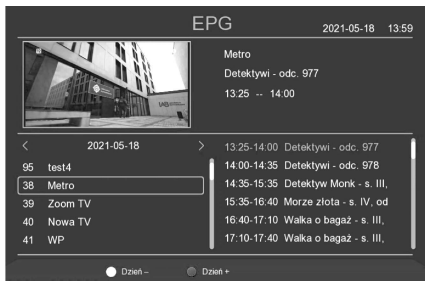 EPG
2021-05-18 13:59
Metro
Detektywi - odc. 977
13:25 -- 14:00
< 2021-05-18 >
95 test4
38 Metro
39 Zoom TV
40 Nowa TV
41 WP
13:25-14:00 Detektywi - odc. 977
14:00-14:35 Detektywi - odc. 978
14:35-15:35 Detektyw Monk - s. III,
15:35-16:40 Morze złota - s. IV, od
16:40-17:10 Walka o bagaż - s. III,
17:10-17:40 Walka o bagaż - s. III,
Dzień – Dzień +